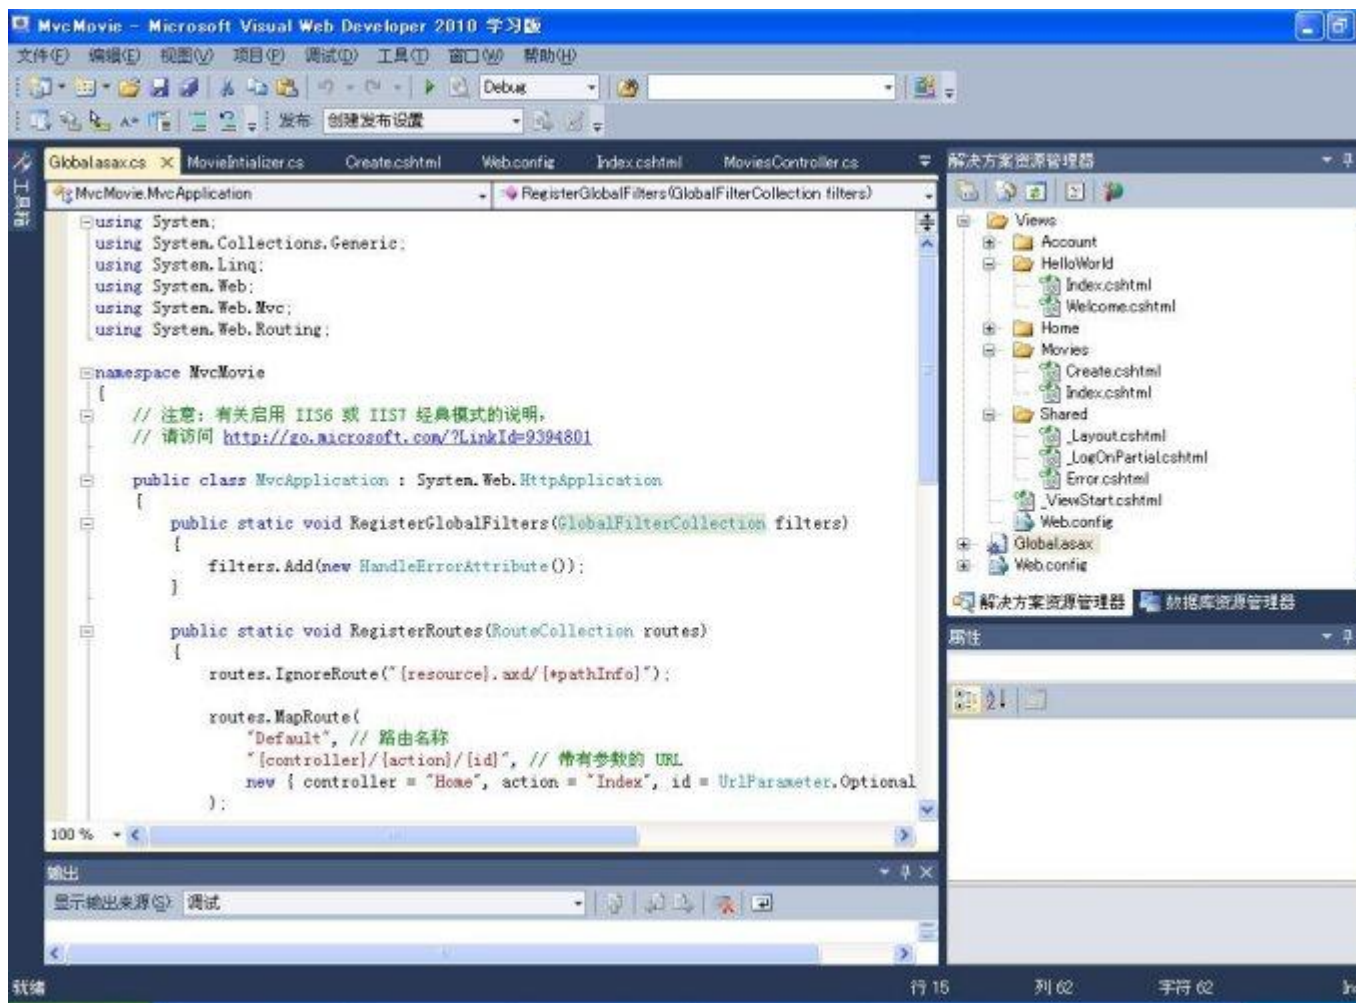 MvcMovie - Microsoft Visual Web Developer 2010 学习版
文件(F) 编辑(E) 视图(V) 项目(P) 调试(D) 工具(T) 窗口(W) 帮助(H)
Debug
发布: 创建发布设置
工具箱
Global.asax.cs MovieIntializer.cs Create.cshtml Web.config Index.cshtml MoviesController.cs
MvcMovie.MvcApplication RegisterGlobalFilters(GlobalFilterCollection filters)
using System;
using System.Collections.Generic;
using System.Linq;
using System.Web;
using System.Web.Mvc;
using System.Web.Routing;
namespace MvcMovie
{
// 注意: 有关启用 IIS6 或 IIS7 经典模式的说明,
// 请访问 http://go.microsoft.com/?LinkId=9394801
public class MvcApplication : System.Web.HttpApplication
{
public static void RegisterGlobalFilters(GlobalFilterCollection filters)
{
filters.Add(new HandleErrorAttribute());
}
public static void RegisterRoutes(RouteCollection routes)
{
routes.IgnoreRoute("{resource}.axd/{*pathInfo}");
routes.MapRoute(
"Default", // 路由名称
"{controller}/{action}/{id}", // 带有参数的 URL
new { controller = "Home", action = "Index", id = UrlParameter.Optional
);
100 %
输出
显示输出来源(S): 调试
解决方案资源管理器
Views
Account
HelloWorld
Index.cshtml
Welcome.cshtml
Home
Movies
Create.cshtml
Index.cshtml
Shared
_Layout.cshtml
_LogOnPartial.cshtml
Error.cshtml
_ViewStart.cshtml
Web.config
Global.asax
Web.config
解决方案资源管理器 数据库资源管理器
属性
就绪 行 15 列 62 字符 62